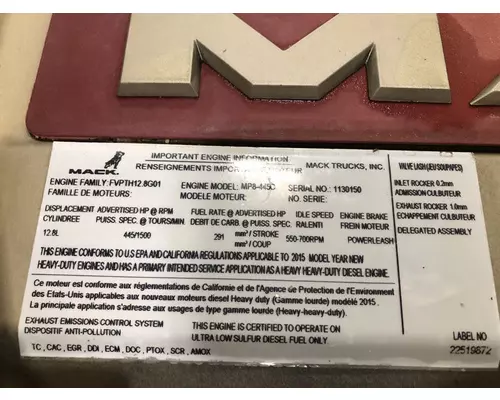 MA
MACK
IMPORTANT ENGINE INFORMATION
RENSEIGNEMENTS MACK TRUCKS, INC.
ENGINE FAMILY: FVPTH12.8G01 ENGINE MODEL: MP8-445C SERIAL NO.: 1130150
FAMILLE DE MOTEURS: MODELE MOTEUR: NO. SERIE:
DISPLACEMENT ADVERTISED HP @ RPM FUEL RATE @ ADVERTISED HP IDLE SPEED ENGINE BRAKE
CYLINDREE PUISS. SPEC. @ TOURS/MIN. DEBIT DE CARB. @ PUISS. SPEC. RALENTI FREIN MOTEUR
12.8L 445/1500 291 mm³ / STROKE 550-700RPM POWERLEASH
mm³ / COUP
THIS ENGINE CONFORMS TO U S EPA AND CALIFORNIA REGULATIONS APPLICABLE TO 2015 MODEL YEAR NEW
HEAVY-DUTY ENGINES AND HAS A PRIMARY INTENDED SERVICE APPLICATION AS A HEAVY HEAVY-DUTY DIESEL ENGINE.
Ce moteur est conforme aux réglementations de Californie et de l'Agence de Protection de l'Environnement
des Etats-Unis applicables aux nouveaux moteurs diesel Heavy duty (Gamme lourde) modèle 2015.
La principale application s'adresse aux usages de type gamme lourde (Heavy-heavy-duty).
EXHAUST EMISSIONS CONTROL SYSTEM THIS ENGINE IS CERTIFIED TO OPERATE ON
DISPOSITIF ANTI-POLLUTION ULTRA LOW SULFUR DIESEL FUEL ONLY
TC , CAC , EGR , DDI , ECM , DOC , PTOX , SCR , AMOX
VALVE LASH (JEU SOUPAPES)
INLET ROCKER 0.2mm
ADMISSION CULBUTEUR
EXHAUST ROCKER 1.0mm
ECHAPPEMENT CULBUTEUR
DELEGATED ASSEMBLY
LABEL NO
22519872